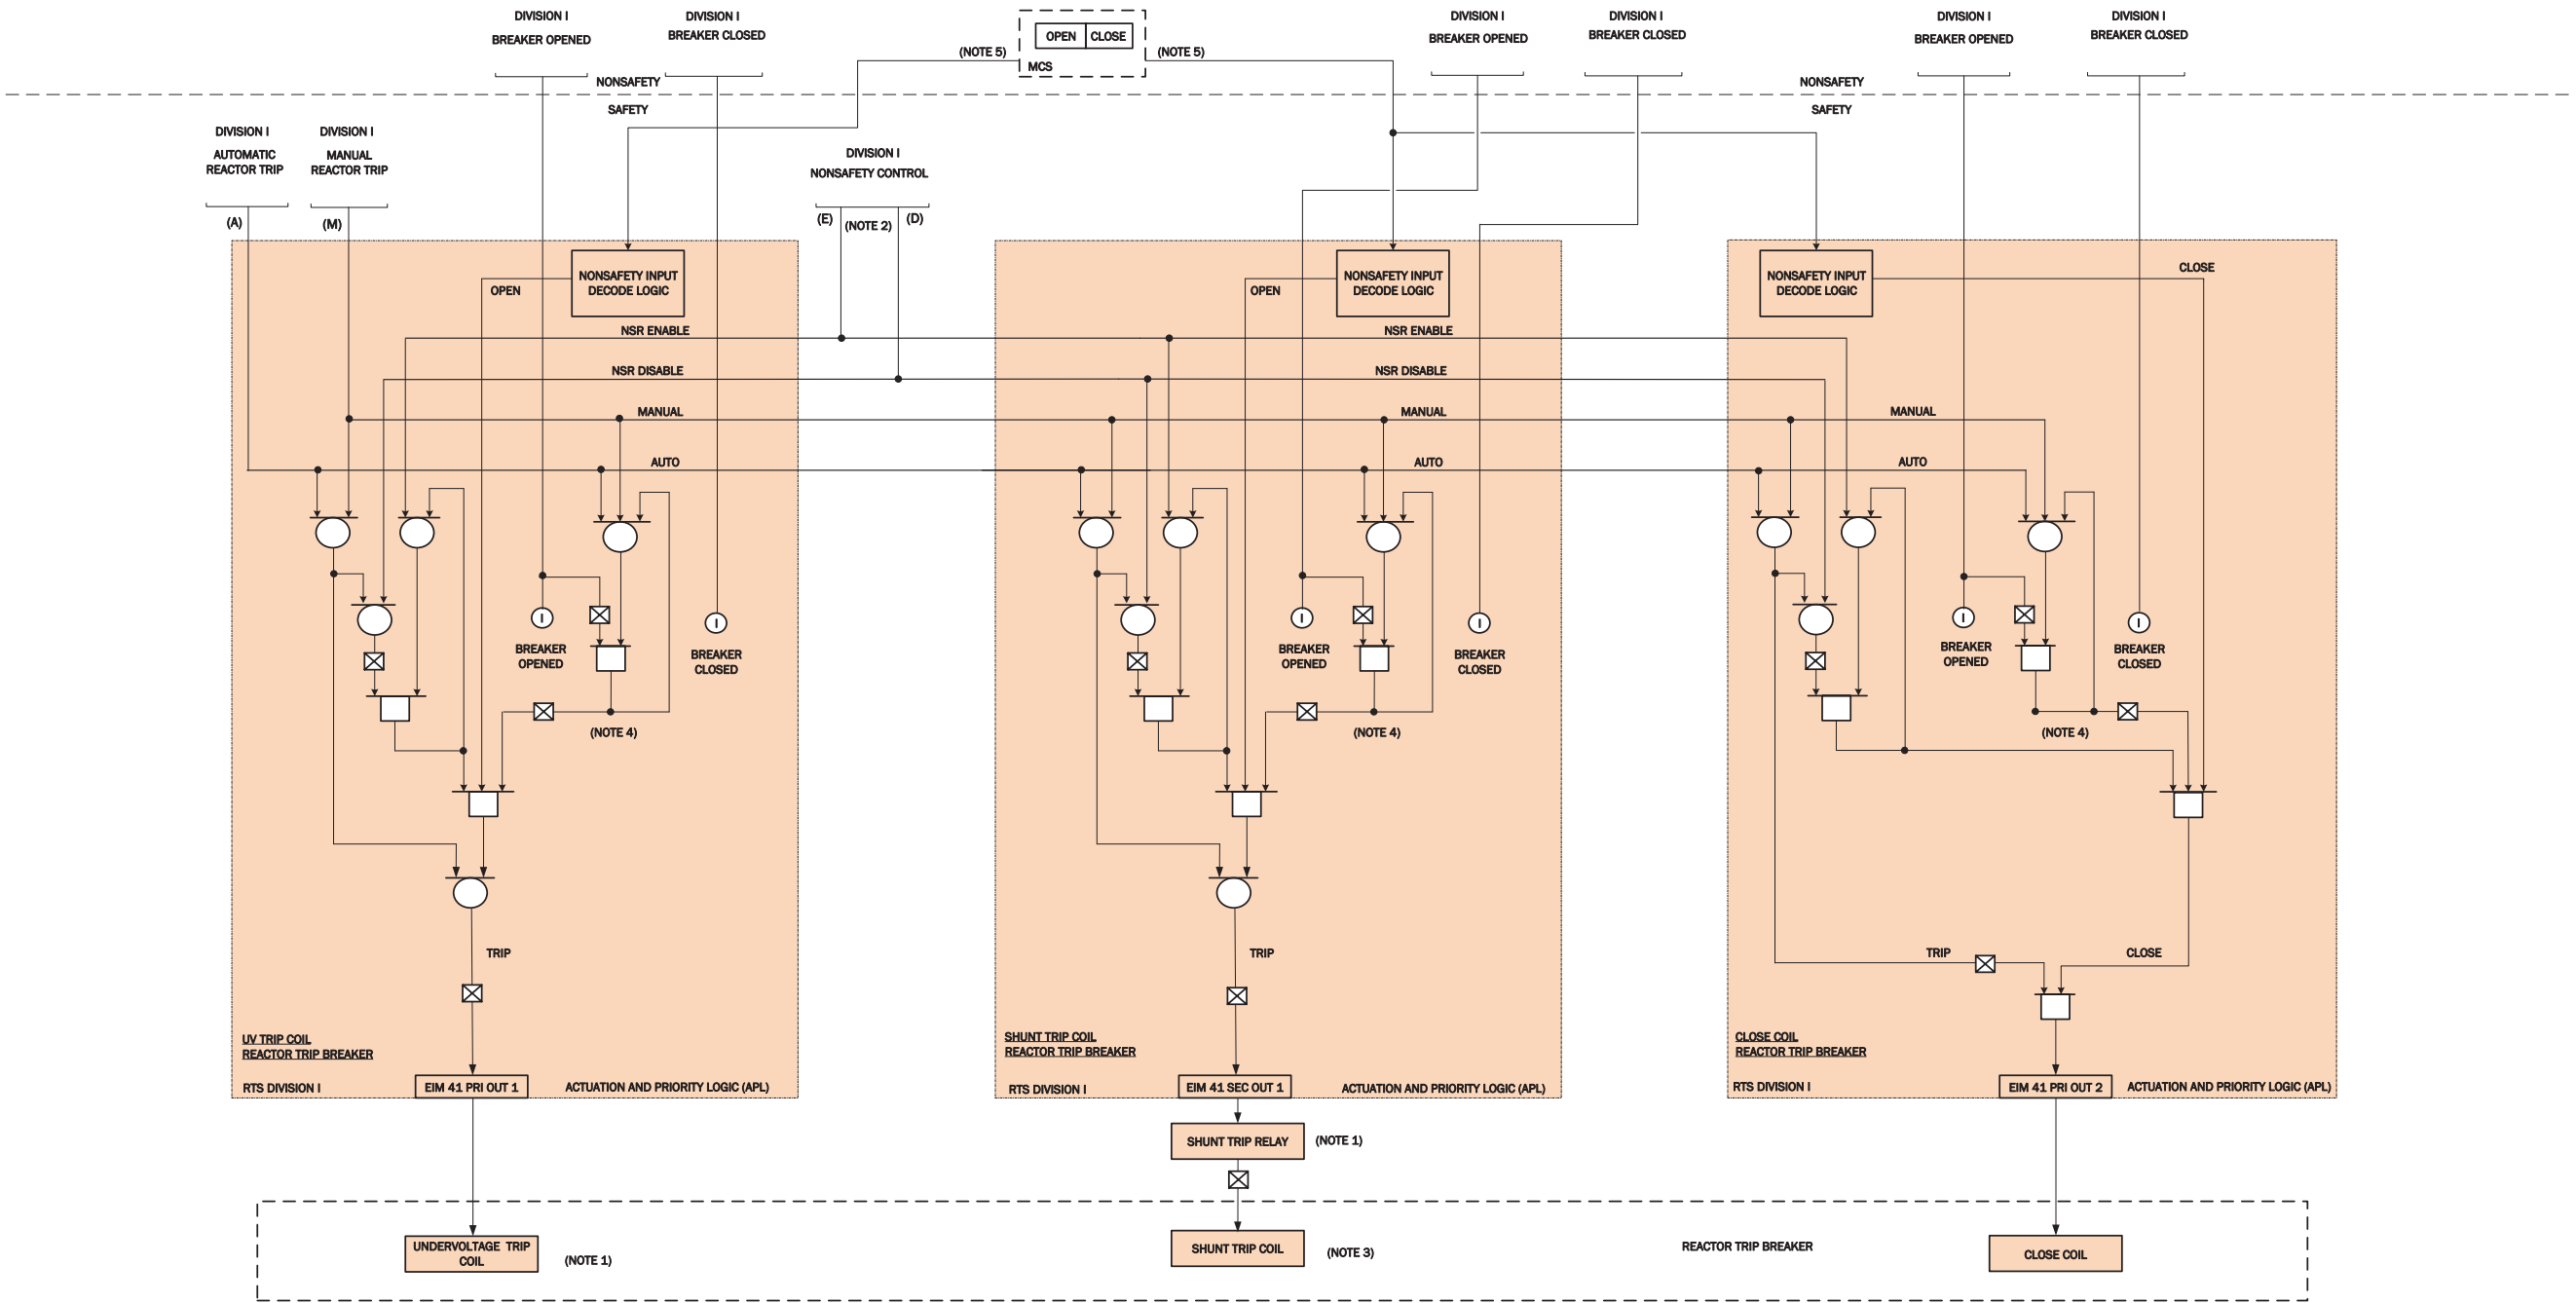 DIVISION I
BREAKER OPENED
DIVISION I
BREAKER CLOSED
(NOTE 5)
OPEN
CLOSE
MCS
(NOTE 5)
DIVISION I
BREAKER OPENED
DIVISION I
BREAKER CLOSED
DIVISION I
BREAKER OPENED
DIVISION I
BREAKER CLOSED
NONSAFETY
SAFETY
NONSAFETY
SAFETY
DIVISION I
AUTOMATIC
REACTOR TRIP
(A)
DIVISION I
MANUAL
REACTOR TRIP
(M)
DIVISION I
NONSAFETY CONTROL
(E)
(NOTE 2)
(D)
NONSAFETY INPUT
DECODE LOGIC
OPEN
NSR ENABLE
NSR DISABLE
MANUAL
AUTO
I
BREAKER
OPENED
I
BREAKER
CLOSED
(NOTE 4)
TRIP
UV TRIP COIL
REACTOR TRIP BREAKER
RTS DIVISION I
EIM 41 PRI OUT 1
ACTUATION AND PRIORITY LOGIC (APL)
NONSAFETY INPUT
DECODE LOGIC
OPEN
NSR ENABLE
NSR DISABLE
MANUAL
AUTO
I
BREAKER
OPENED
I
BREAKER
CLOSED
(NOTE 4)
TRIP
SHUNT TRIP COIL
REACTOR TRIP BREAKER
RTS DIVISION I
EIM 41 SEC OUT 1
ACTUATION AND PRIORITY LOGIC (APL)
NONSAFETY INPUT
DECODE LOGIC
CLOSE
MANUAL
AUTO
I
BREAKER
OPENED
I
BREAKER
CLOSED
(NOTE 4)
TRIP
CLOSE
CLOSE COIL
REACTOR TRIP BREAKER
RTS DIVISION I
EIM 41 PRI OUT 2
ACTUATION AND PRIORITY LOGIC (APL)
SHUNT TRIP RELAY
(NOTE 1)
UNDERVOLTAGE TRIP
COIL
(NOTE 1)
SHUNT TRIP COIL
(NOTE 3)
REACTOR TRIP BREAKER
CLOSE COIL